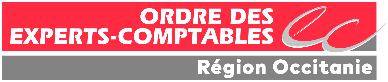 ORDRE DES
EXPERTS-COMPTABLES
Région Occitanie